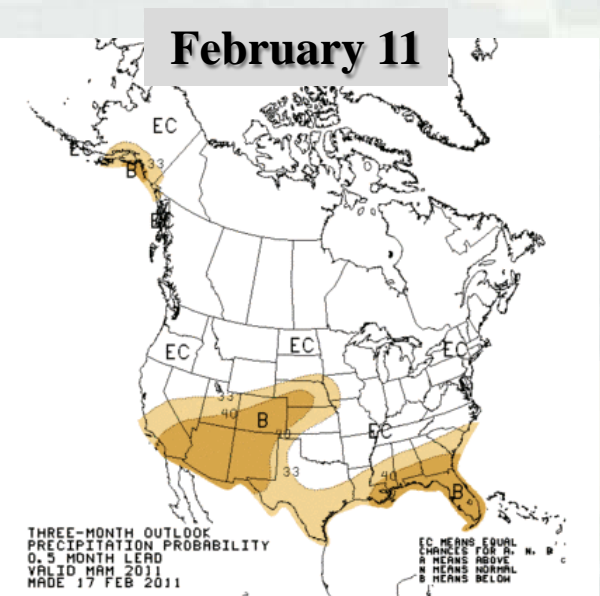 February 11
EC
EC
33
B
EC
EC
EC
EC
33
40
B
40
EC
33
40
B
THREE-MONTH OUTLOOK
PRECIPITATION PROBABILITY
0.5 MONTH LEAD
VALID MAM 2011
MADE 17 FEB 2011
EC MEANS EQUAL
CHANCES FOR A, N, B
A MEANS ABOVE
N MEANS NORMAL
B MEANS BELOW